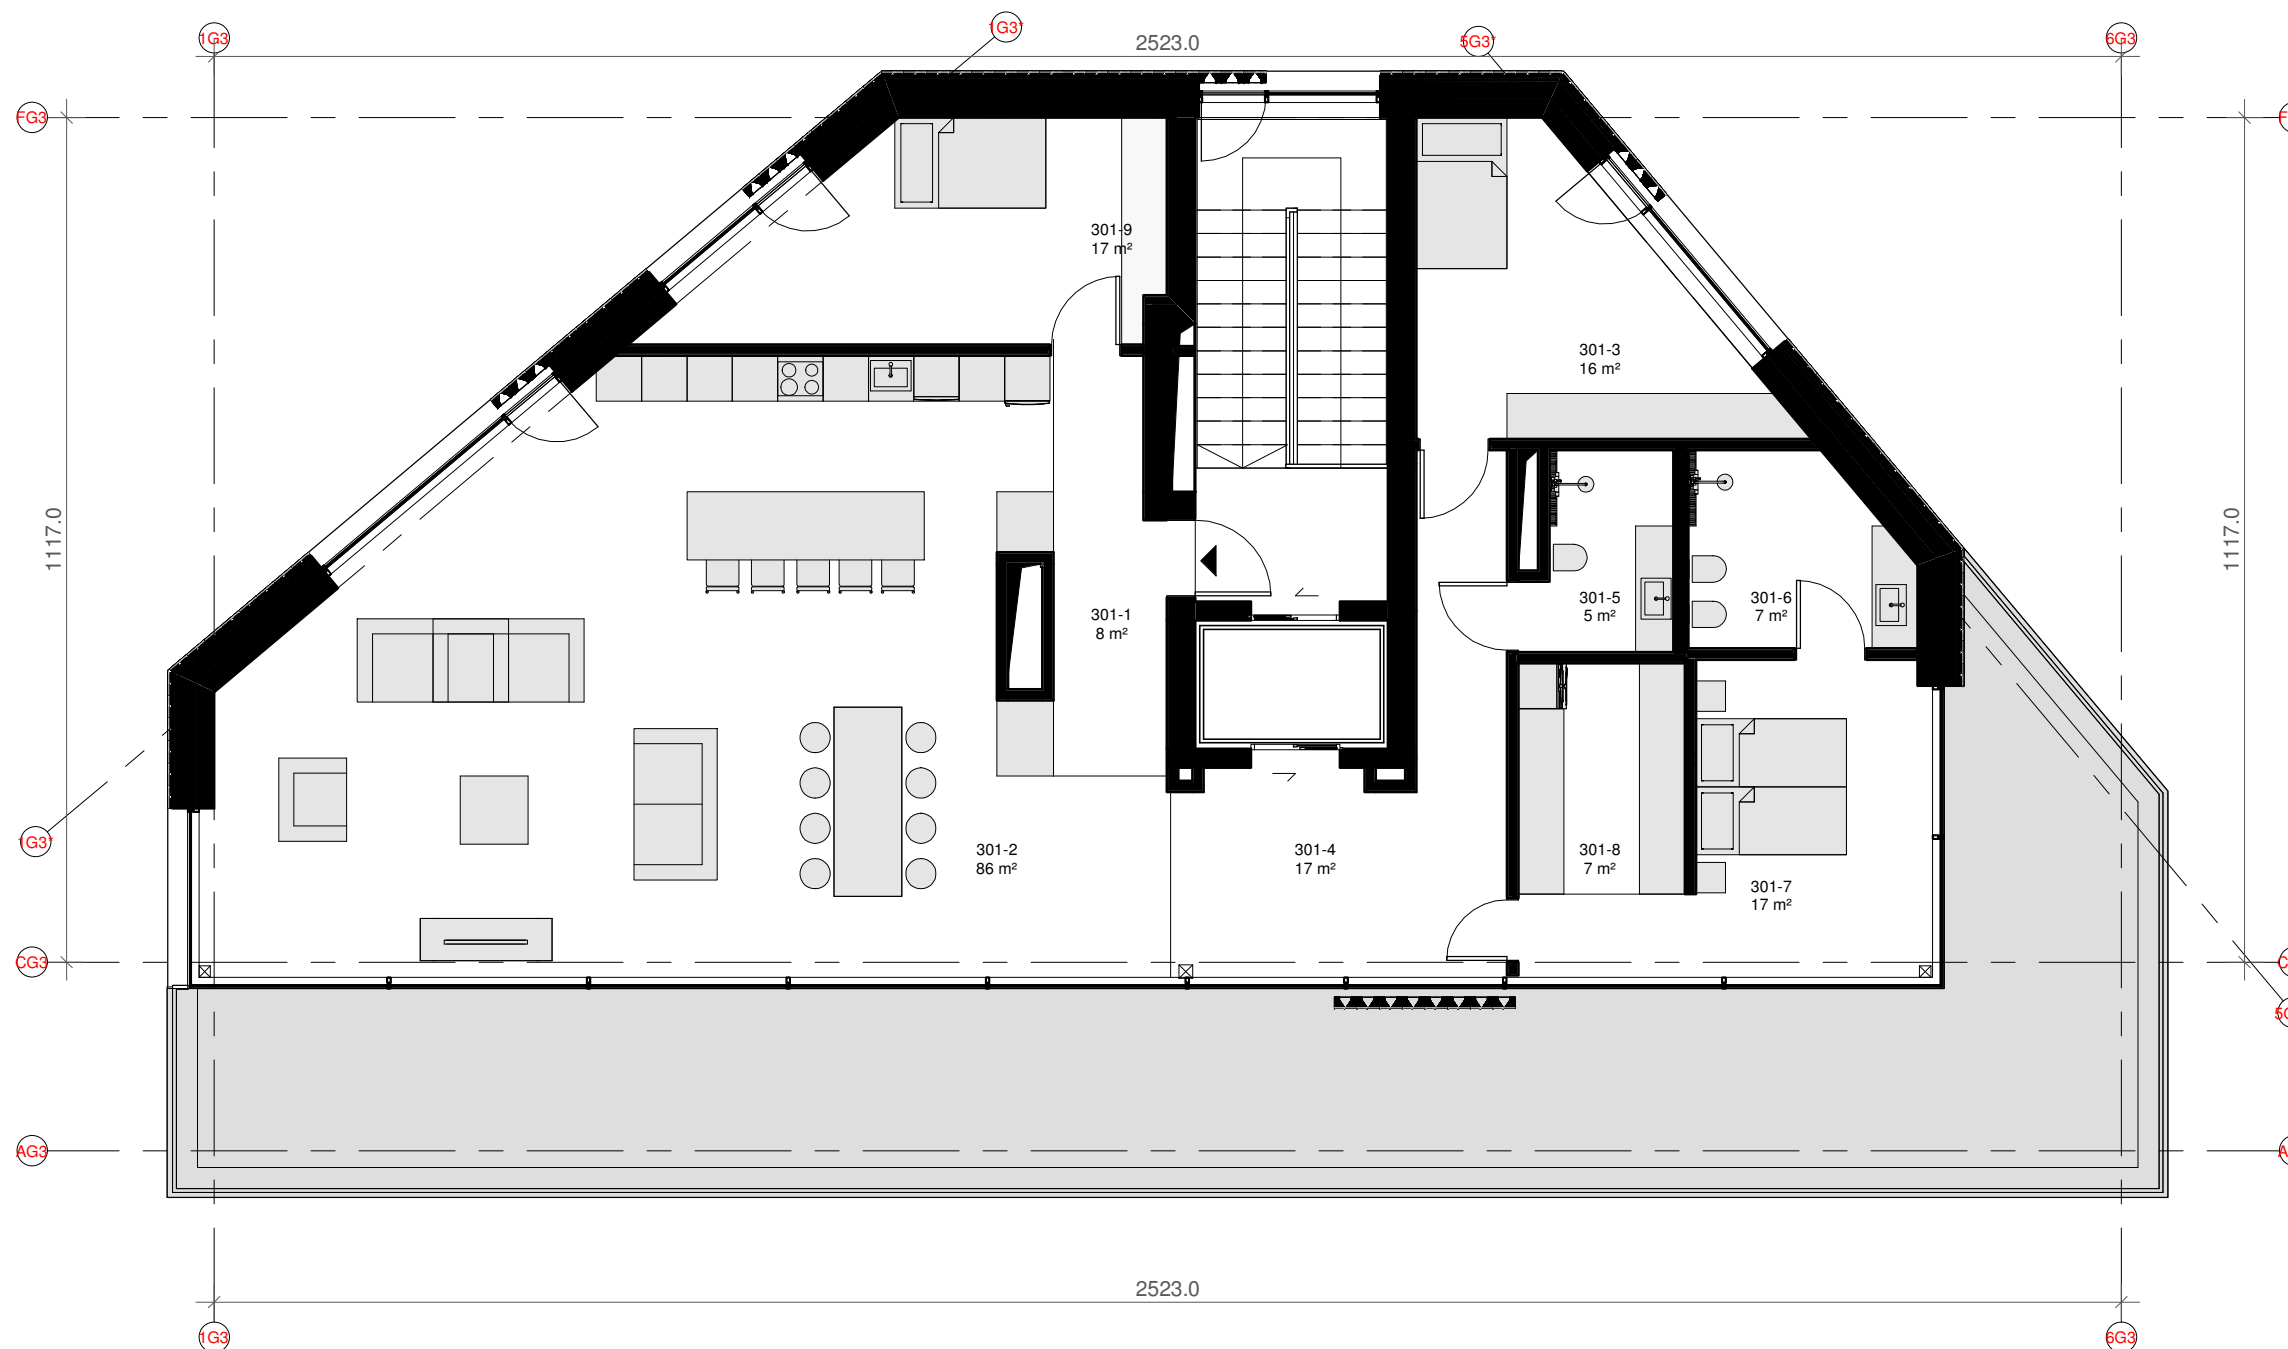 1G3
1G3*
5G3*
6G3
2523.0
FG3
F
301-9
17 m²
301-3
16 m²
1117.0
1117.0
301-1
8 m²
301-5
5 m²
301-6
7 m²
1G3*
301-2
86 m²
301-4
17 m²
301-8
7 m²
301-7
17 m²
CG3
C
5G
AG3
A
2523.0
1G3
6G3